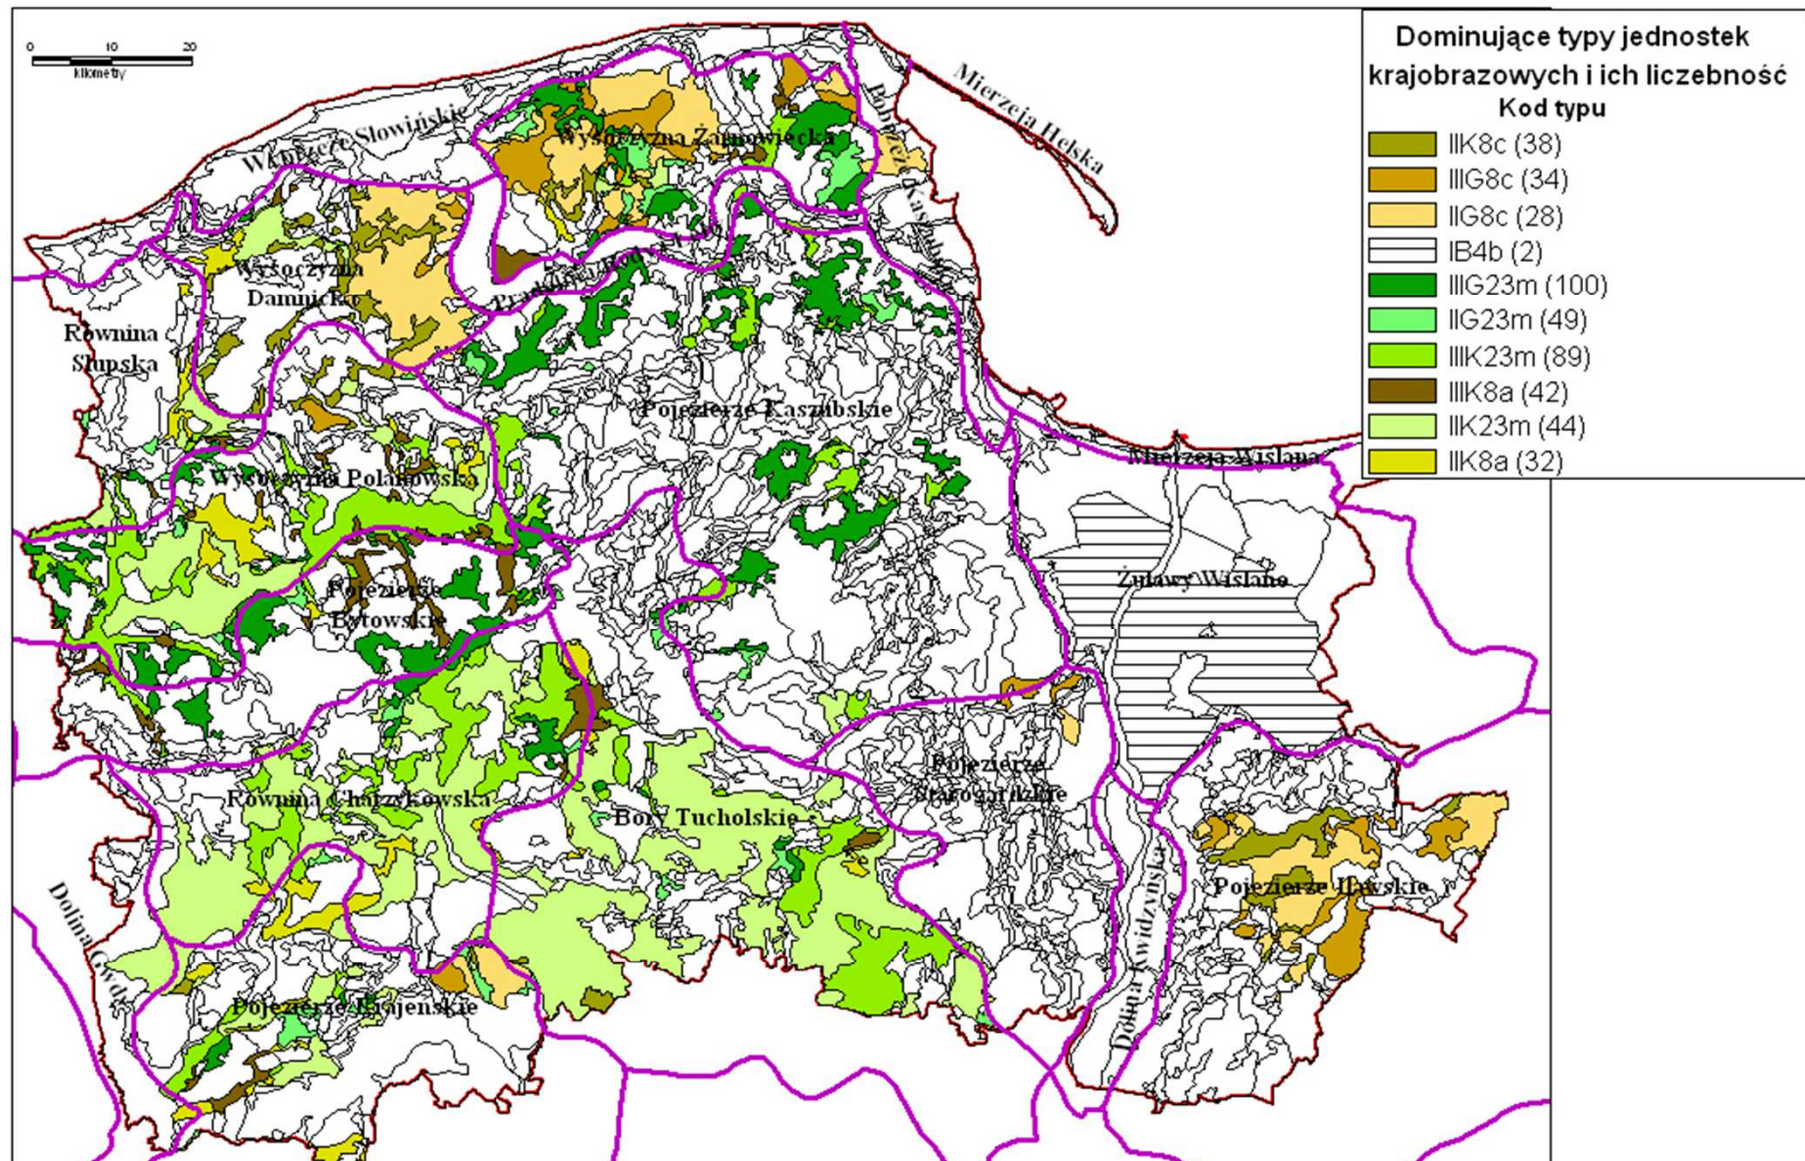 0 10 20
kilometry
Dominujące typy jednostek
krajobrazowych i ich liczebność
Kod typu
IIK8c (38)
IIIG8c (34)
IIG8c (28)
IB4b (2)
IIIG23m (100)
IIG23m (49)
IIIK23m (89)
IIIK8a (42)
IIK23m (44)
IIK8a (32)
Mierzeja Helska
Wybrzeże Słowińskie
Wysoczyzna Żarnowiecka
Wysoczyzna
Damnicka
Równina
Słupska
Pojezierze Kaszubskie
Wysoczyzna Polanowska
Mierzeja Wiślana
Pojezierze
Bytowskie
Żuławy Wiślane
Równina Charzykowska
Bory Tucholskie
Pojezierze
Starogardzkie
Pojezierze Iławskie
Dolina Kwidzyńska
Dolina Gwdy
Pojezierze Krajeńskie